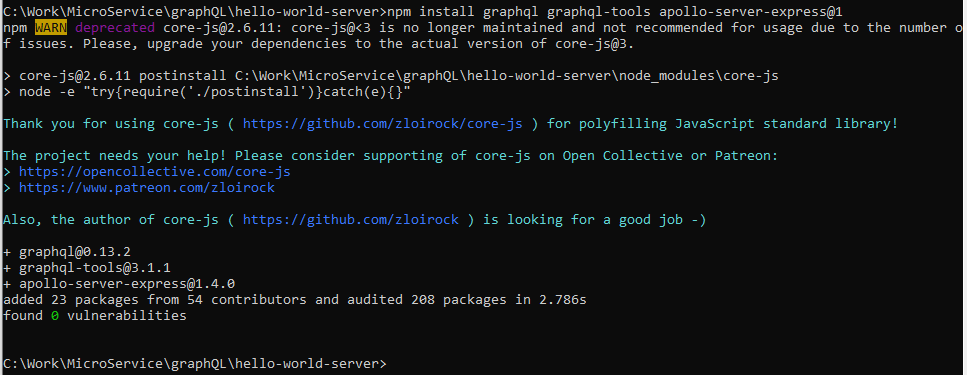 C:\Work\MicroService\graphQL\hello-world-server>npm install graphql graphql-tools apollo-server-express@1
npm WARN deprecated core-js@2.6.11: core-js@<3 is no longer maintained and not recommended for usage due to the number o
f issues. Please, upgrade your dependencies to the actual version of core-js@3.
> core-js@2.6.11 postinstall C:\Work\MicroService\graphQL\hello-world-server\node_modules\core-js
> node -e "try{require('./postinstall')}catch(e){}"
Thank you for using core-js ( https://github.com/zloirock/core-js ) for polyfilling JavaScript standard library!
The project needs your help! Please consider supporting of core-js on Open Collective or Patreon:
> https://opencollective.com/core-js
> https://www.patreon.com/zloirock
Also, the author of core-js ( https://github.com/zloirock ) is looking for a good job -)
+ graphql@0.13.2
+ graphql-tools@3.1.1
+ apollo-server-express@1.4.0
added 23 packages from 54 contributors and audited 208 packages in 2.786s
found 0 vulnerabilities
C:\Work\MicroService\graphQL\hello-world-server>